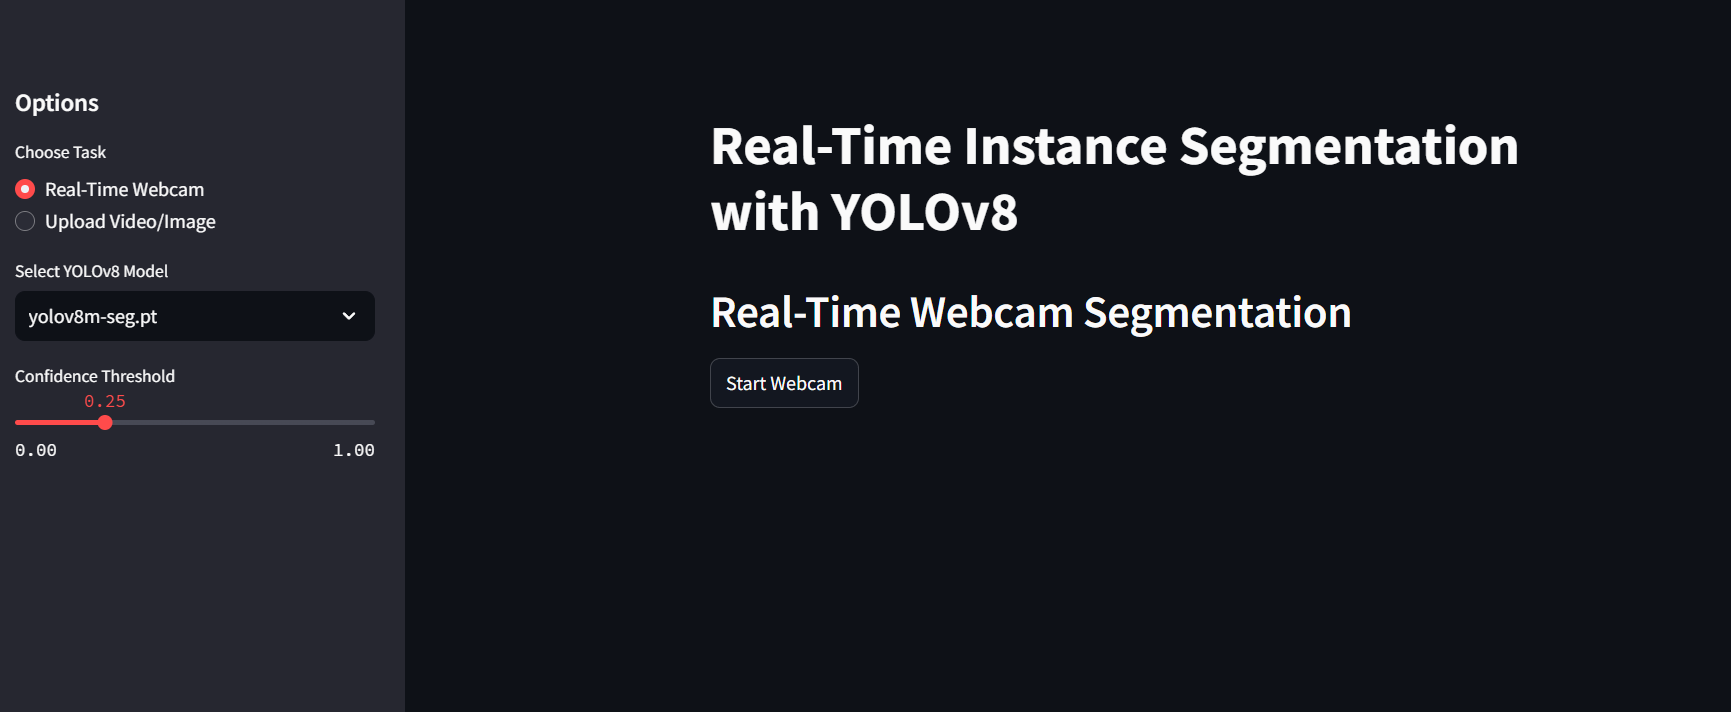 Options
Choose Task
Real-Time Webcam
Upload Video/Image
Select YOLOv8 Model
yolov8m-seg.pt
Confidence Threshold
0.25
0.00 1.00
Real-Time Instance Segmentation
with YOLOv8
Real-Time Webcam Segmentation
Start Webcam